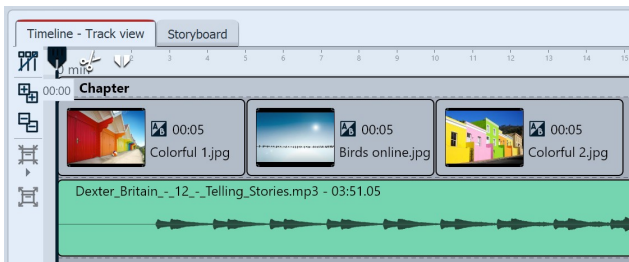 Timeline - Track view
Storyboard
0 min
2 3 4 5 6 7 8 9 10 11 12 13 14 15
00:00 Chapter
00:05 00:05 00:05
Colorful 1.jpg Birds online.jpg Colorful 2.jpg
Dexter_Britain_-_12_-_Telling_Stories.mp3 - 03:51.05